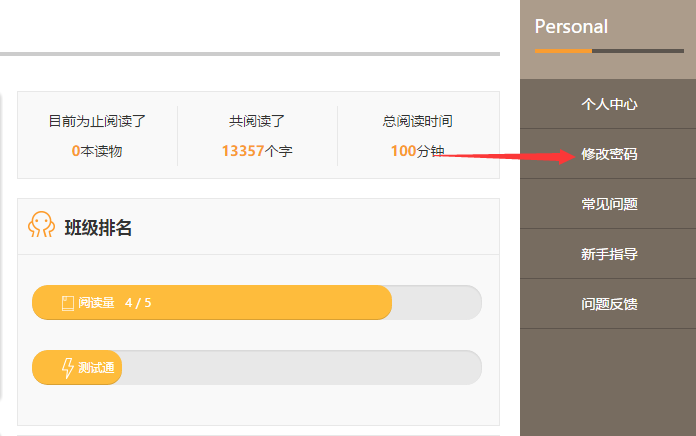 目前为止阅读了
0本读物
共阅读了
13357个字
总阅读时间
100分钟
班级排名
阅读量 4 / 5
测试通
Personal
个人中心
修改密码
常见问题
新手指导
问题反馈